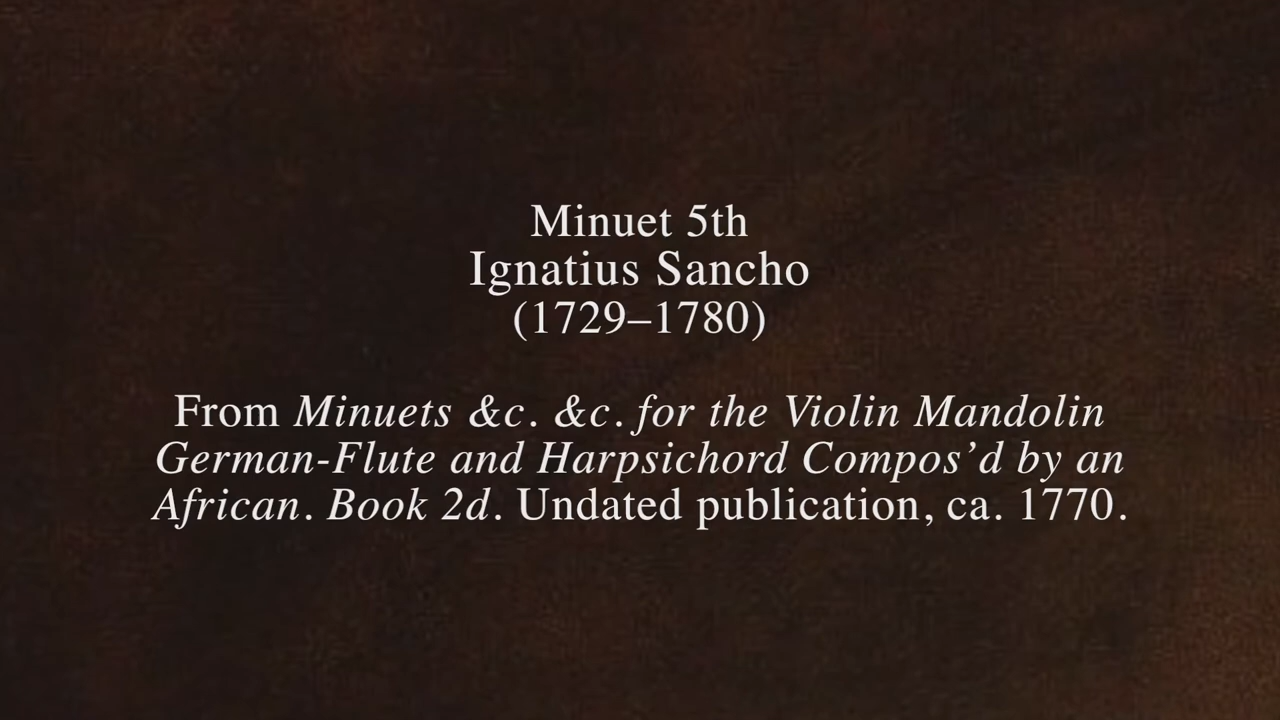 Minuet 5th
Ignatius Sancho
(1729–1780)
From Minuets &c. &c. for the Violin Mandolin
German-Flute and Harpsichord Compos’d by an
African. Book 2d. Undated publication, ca. 1770.